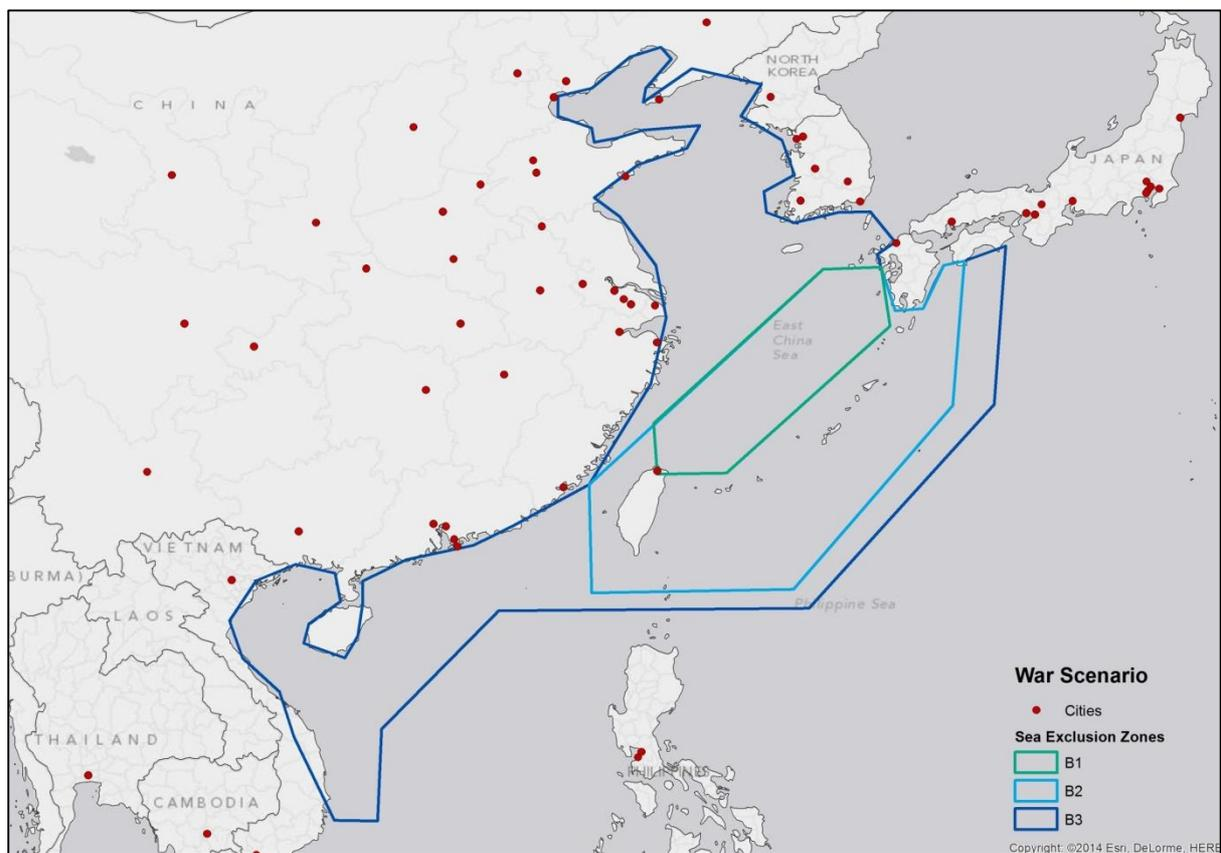 NORTH
KOREA
CHINA
JAPAN
East
China
Sea
VIETNAM
BURMA)
LAOS
Philippine Sea
THAILAND
PHILIPPINES
CAMBODIA
War Scenario
Cities
Sea Exclusion Zones
B1
B2
B3
Copyright: ©2014 Esri, DeLorme, HERE